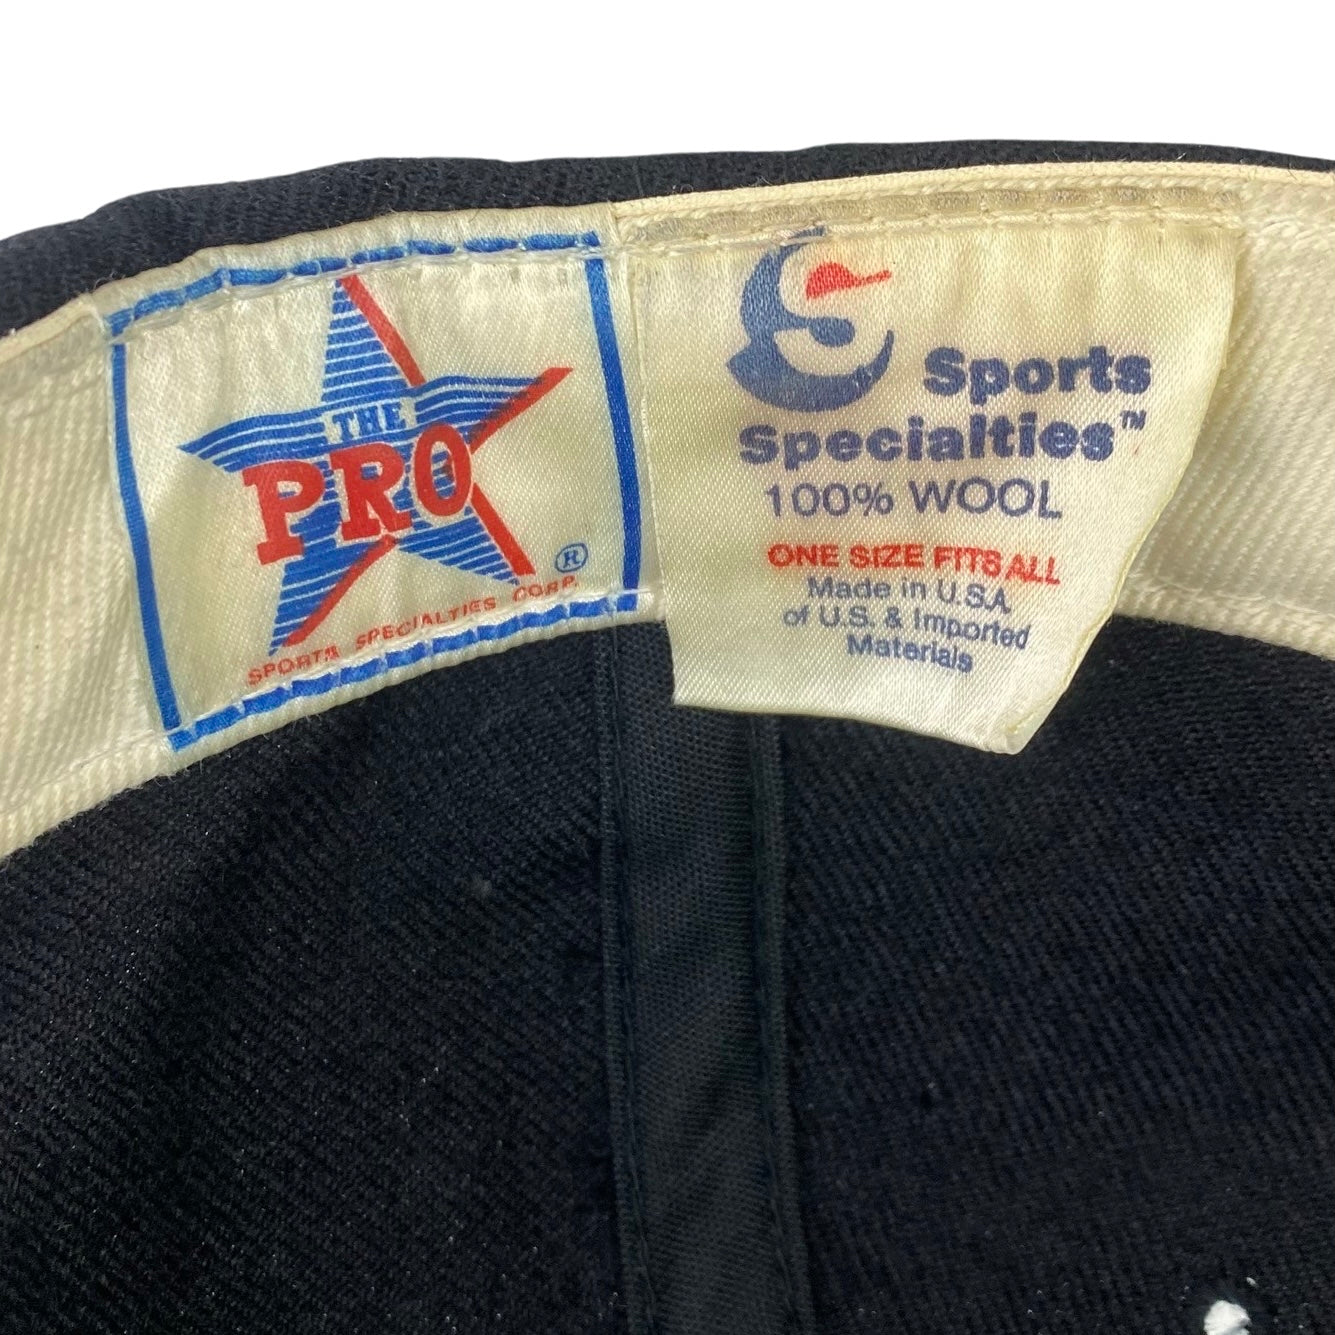 THE
PRO
®
SPORTS SPECIALTIES CORP.
Sports
Specialties™
100% WOOL
ONE SIZE FITS ALL
Made in U.S.A.
of U.S. & Imported
Materials